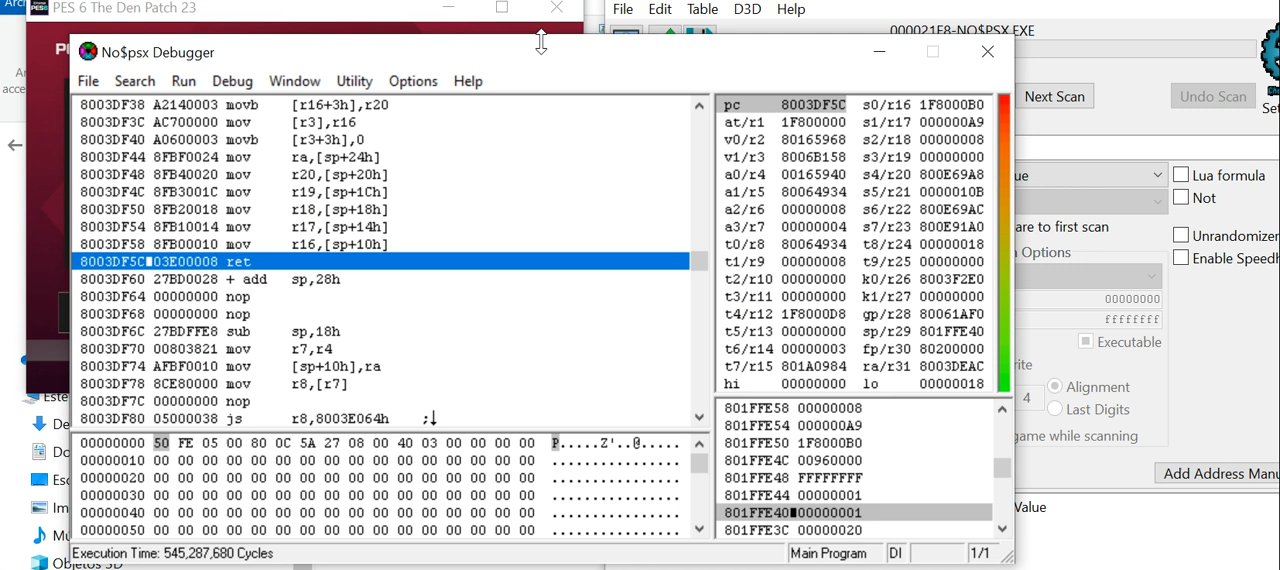 PES 6 The Den Patch 23
File Edit Table D3D Help
000021F8-NO$PSX.EXE
No$psx Debugger
File Search Run Debug Window Utility Options Help
Next Scan
Undo Scan
8003DF38 A2140003 movb [r16+3h],r20
8003DF3C AC700000 mov [r3],r16
8003DF40 A0600003 movb [r3+3h],0
8003DF44 8FBF0024 mov ra,[sp+24h]
8003DF48 8FB40020 mov r20,[sp+20h]
8003DF4C 8FB3001C mov r19,[sp+1Ch]
8003DF50 8FB20018 mov r18,[sp+18h]
8003DF54 8FB10014 mov r17,[sp+14h]
8003DF58 8FB00010 mov r16,[sp+10h]
8003DF5C 03E00008 ret
8003DF60 27BD0028 + add sp,28h
8003DF64 00000000 nop
8003DF68 00000000 nop
8003DF6C 27BDFFE8 sub sp,18h
8003DF70 00803821 mov r7,r4
8003DF74 AFBF0010 mov [sp+10h],ra
8003DF78 8CE80000 mov r8,[r7]
8003DF7C 00000000 nop
8003DF80 05000038 js r8,8003E064h ;↓
pc 8003DF5C s0/r16 1F8000B0
at/r1 1F800000 s1/r17 000000A9
v0/r2 80165968 s2/r18 00000008
v1/r3 8006B158 s3/r19 00000000
a0/r4 00165940 s4/r20 800E69A8
a1/r5 80064934 s5/r21 0000010B
a2/r6 00000008 s6/r22 800E69AC
a3/r7 00000004 s7/r23 800E91A0
t0/r8 80064934 t8/r24 00000018
t1/r9 00000008 t9/r25 00000000
t2/r10 00000000 k0/r26 8003F2E0
t3/r11 00000000 k1/r27 00000000
t4/r12 1F8000D8 gp/r28 80061AF0
t5/r13 00000000 sp/r29 801FFE40
t6/r14 00000003 fp/r30 80200000
t7/r15 801A0984 ra/r31 8003DEAC
hi 00000000 lo 00000018
00000000 50 FE 05 00 80 0C 5A 27 08 00 40 03 00 00 00 00 P.....Z'..@.....
00000010 00 00 00 00 00 00 00 00 00 00 00 00 00 00 00 00 ................
00000020 00 00 00 00 00 00 00 00 00 00 00 00 00 00 00 00 ................
00000030 00 00 00 00 00 00 00 00 00 00 00 00 00 00 00 00 ................
00000040 00 00 00 00 00 00 00 00 00 00 00 00 00 00 00 00 ................
00000050 00 00 00 00 00 00 00 00 00 00 00 00 00 00 00 00 ................
801FFE58 00000008
801FFE54 000000A9
801FFE50 1F8000B0
801FFE4C 00960000
801FFE48 FFFFFFFF
801FFE44 00000001
801FFE40 00000001
801FFE3C 00000020
Execution Time: 545,287,680 Cycles
Main Program DI 1/1
ue
Lua formula
Not
are to first scan
Unrandomizer
Enable Speedh
n Options
00000000
ffffffff
Executable
rite
4
Alignment
Last Digits
game while scanning
Add Address Manu
Value
Este
De
Do
Esc
Im
Mú
Objetos 3D